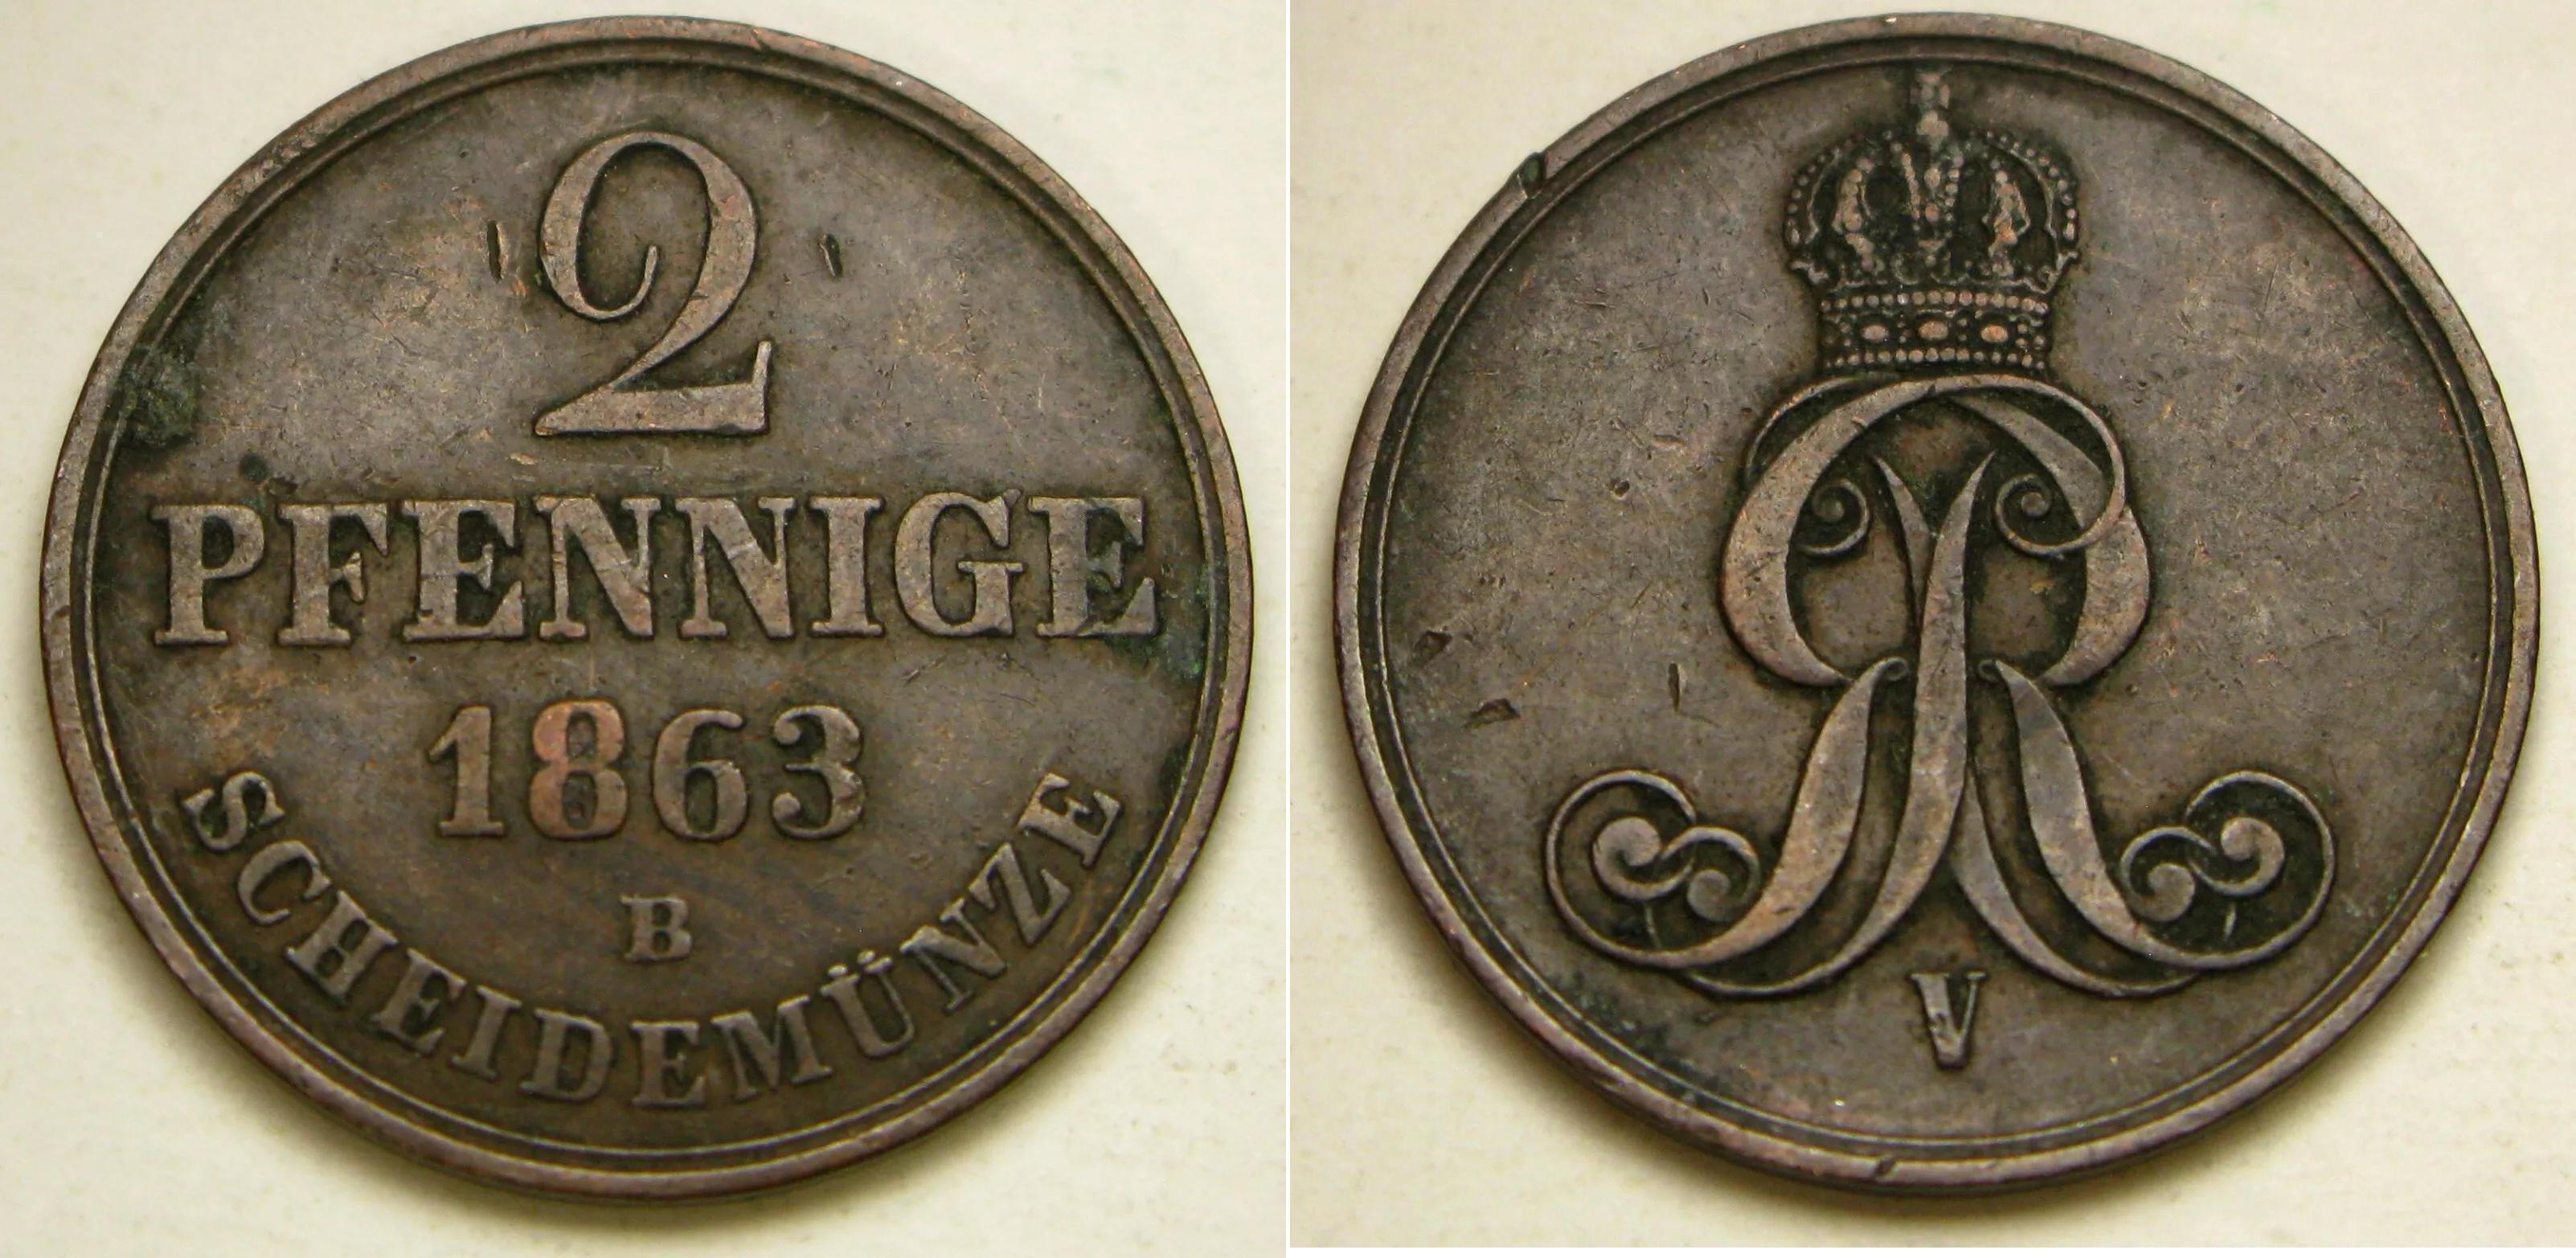 2
PFENNIGE
1863
B
SCHEIDEMÜNZE
GR
V